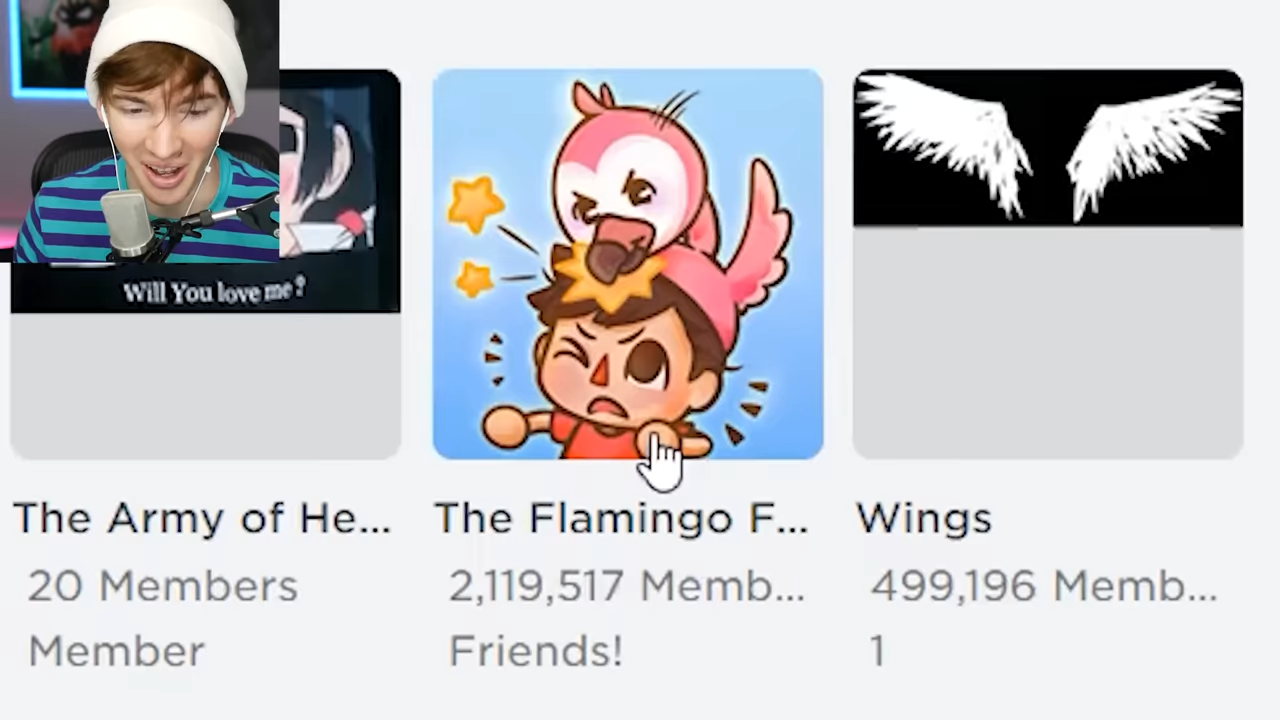 Will You love me?
The Army of He...
20 Members
Member
The Flamingo F...
2,119,517 Memb...
Friends!
Wings
499,196 Memb...
1